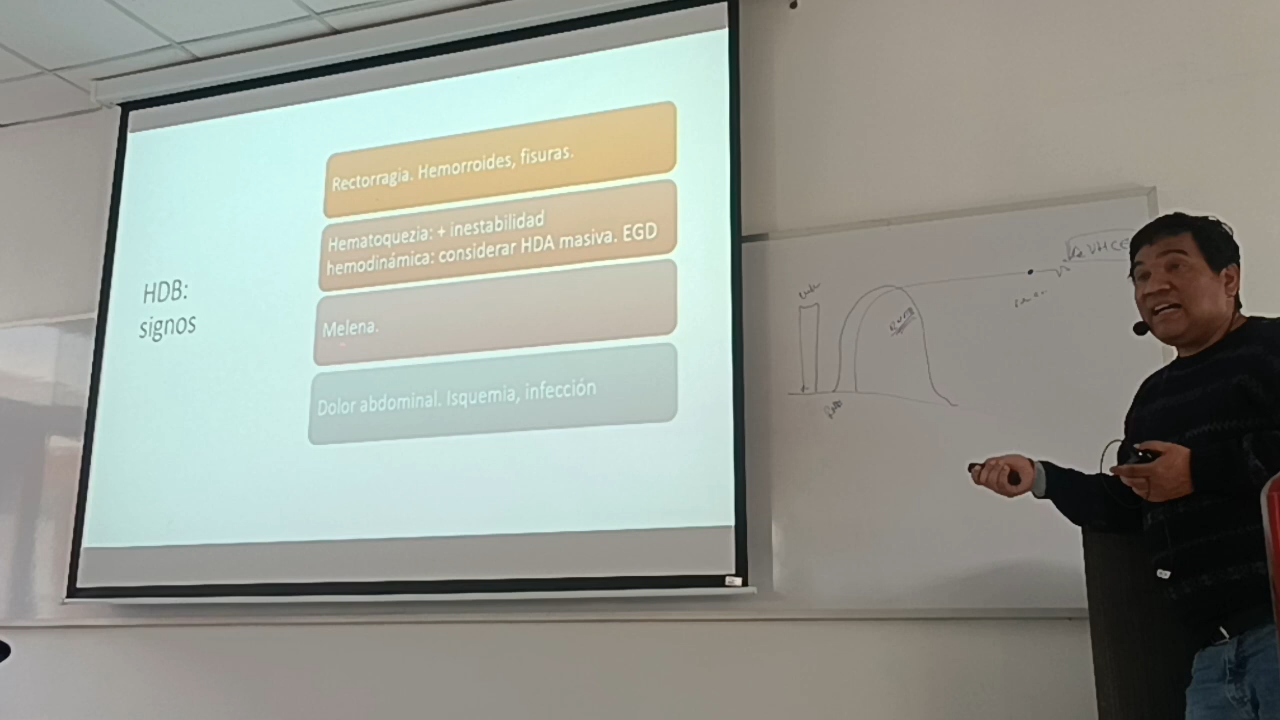 HDB:
signos
Rectorragia. Hemorroides, fisuras.
Hematoquezia: + inestabilidad
hemodinámica: considerar HDA masiva. EGD
Melena.
Dolor abdominal. Isquemia, infección